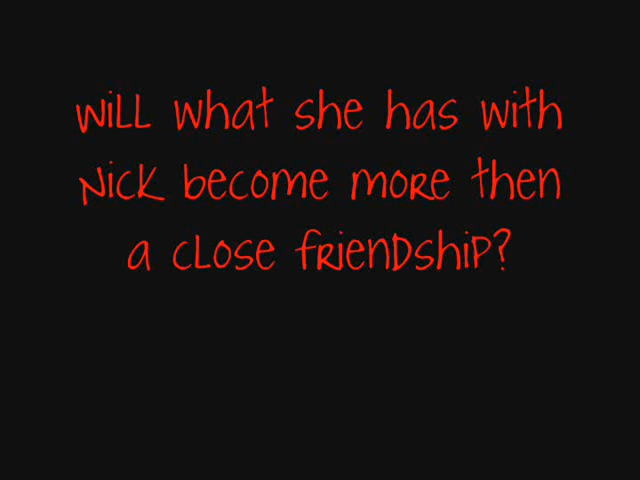 Will what she has with
Nick become more then
a close friendship?